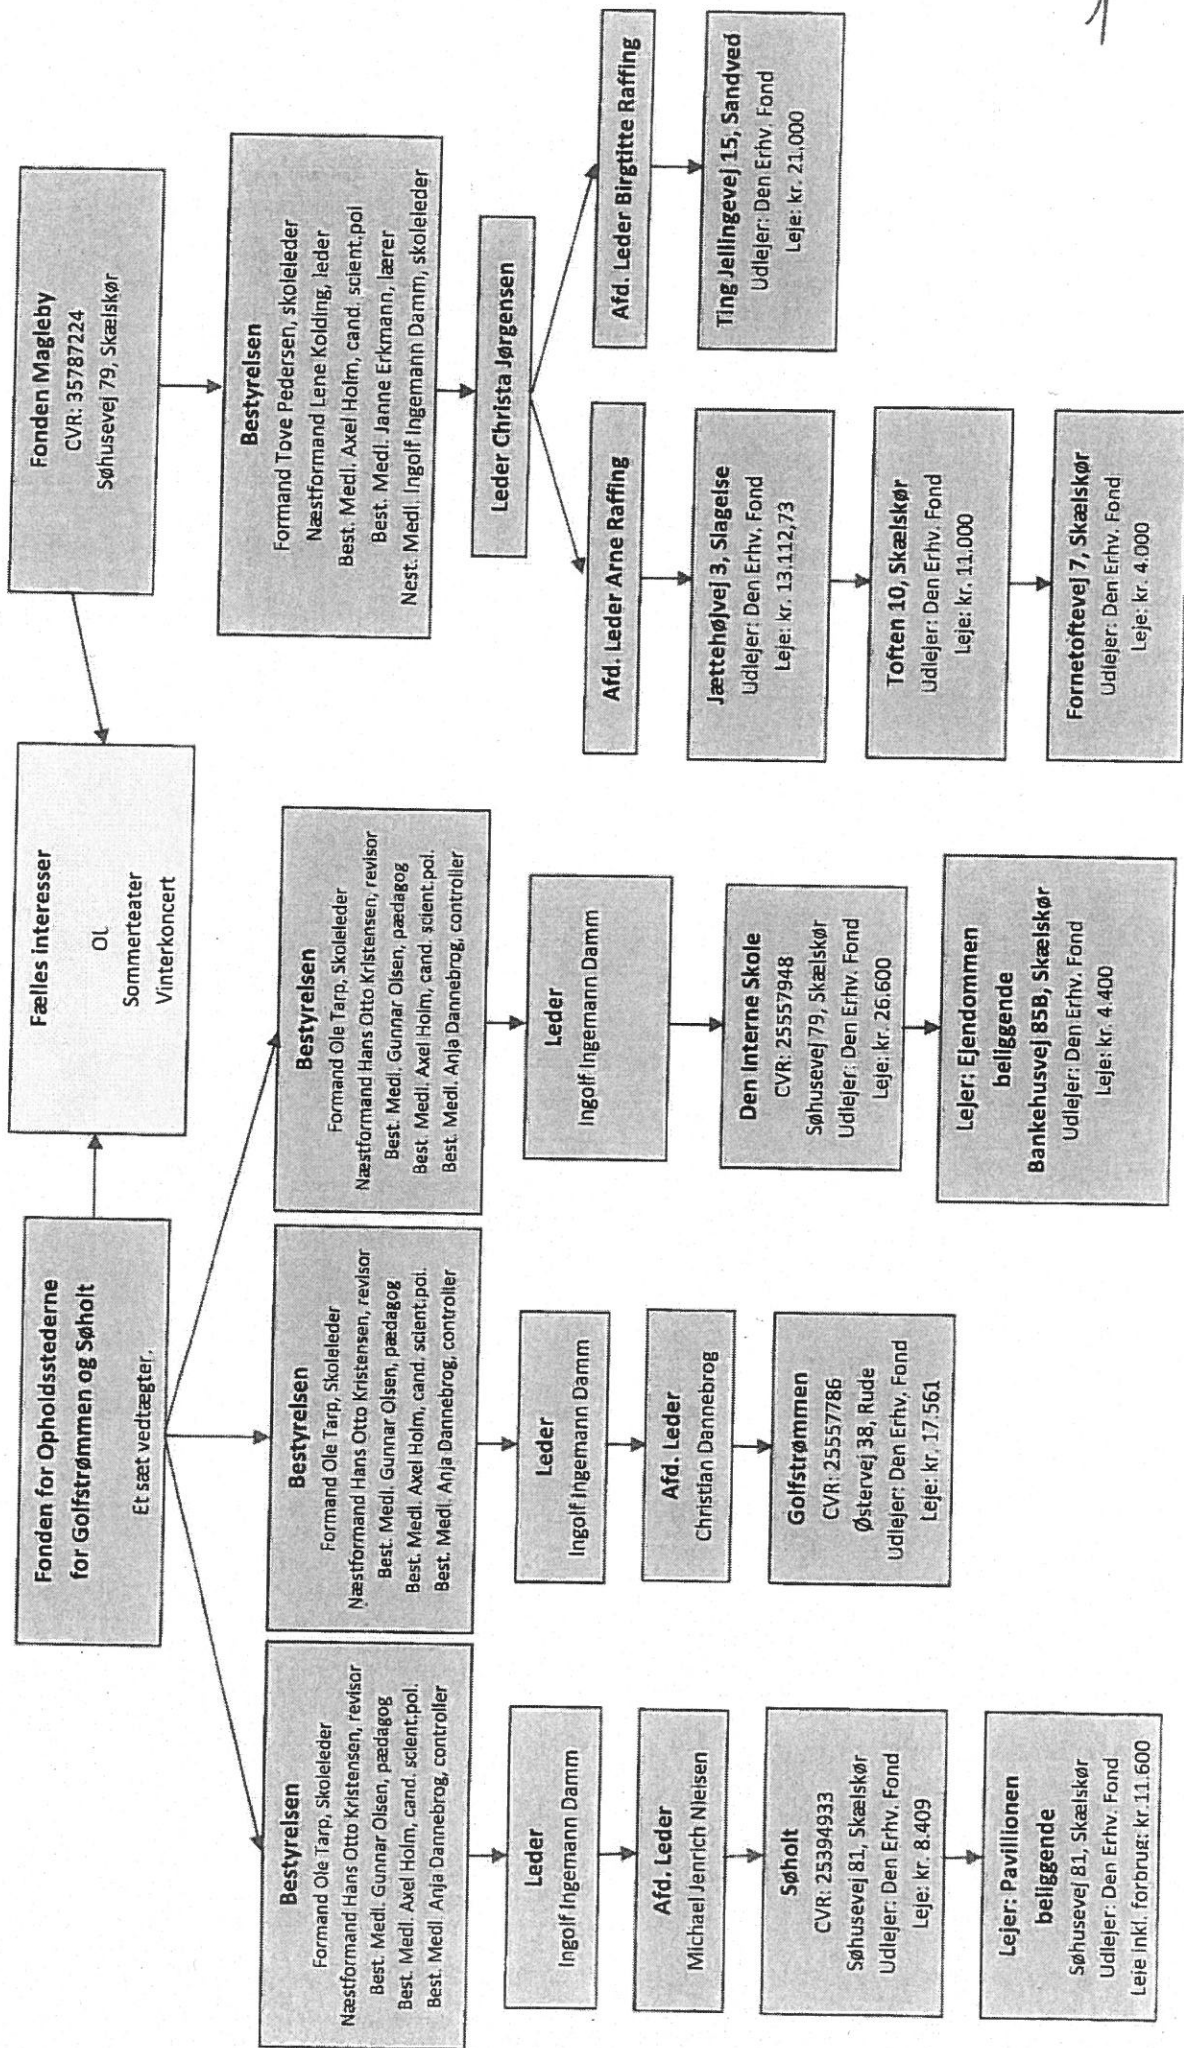 Fonden for Opholdsstederne
for Golfstrømmen og Søholt
Et sæt vedtægter.
Fælles interesser
OL
Sommerteater
Vinterkoncert
Fonden Magleby
CVR: 35787224
Søhusevej 79, Skælskør
Bestyrelsen
Formand Ole Tarp, Skoleleder
Næstformand Hans Otto Kristensen, revisor
Best. Medl. Gunnar Olsen, pædagog
Best. Medl. Axel Holm, cand. scient.pol.
Best. Medl. Anja Dannebrog, controller
Leder
Ingolf Ingemann Damm
Afd. Leder
Michael Jenrich Nielsen
Søholt
CVR: 25394933
Søhusevej 81, Skælskør
Udlejer: Den Erhv. Fond
Leje: kr. 8.409
Lejer: Pavillionen
beliggende
Søhusevej 81, Skælskør
Udlejer: Den Erhv. Fond
Leje inkl. forbrug: kr.11.600
Bestyrelsen
Formand Ole Tarp, Skoleleder
Næstformand Hans Otto Kristensen, revisor
Best. Medl. Gunnar Olsen, pædagog
Best. Medl. Axel Holm, cand. scient.pol.
Best. Medl. Anja Dannebrog, controller
Leder
Ingolf Ingemann Damm
Afd. Leder
Christian Dannebrog
Golfstrømmen
CVR: 25557786
Østervej 38, Rude
Udlejer: Den Erhv. Fond
Leje: kr. 17.561
Bestyrelsen
Formand Ole Tarp, Skoleleder
Næstformand Hans Otto Kristensen, revisor
Best. Medl. Gunnar Olsen, pædagog
Best. Medl. Axel Holm, cand. scient.pol.
Best. Medl. Anja Dannebrog, controller
Leder
Ingolf Ingemann Damm
Den Interne Skole
CVR: 25557948
Søhusevej 79, Skælskør
Udlejer: Den Erhv. Fond
Leje: kr. 26.600
Lejer: Ejendommen
beliggende
Bankehusvej 85B, Skælskør
Udlejer: Den Erhv. Fond
Leje: kr. 4.400
Bestyrelsen
Formand Tove Pedersen, skoleleder
Næstformand Lene Kolding, leder
Best. Medl. Axel Holm, cand. scient.pol
Best. Medl. Janne Erkmann, lærer
Nest. Medl. Ingolf Ingemann Damm, skoleleder
Leder Christa Jørgensen
Afd. Leder Arne Raffing
Jættehøjvej 3, Slagelse
Udlejer: Den Erhv. Fond
Leje: kr. 13.112,73
Toften 10, Skælskør
Udlejer: Den Erhv. Fond
Leje: kr. 11.000
Fornetoftevej 7, Skælskør
Udlejer: Den Erhv. Fond
Leje: kr. 4.000
Afd. Leder Birgtitte Raffing
Ting Jellingevej 15, Sandved
Udlejer: Den Erhv. Fond
Leje: kr. 21.000
1